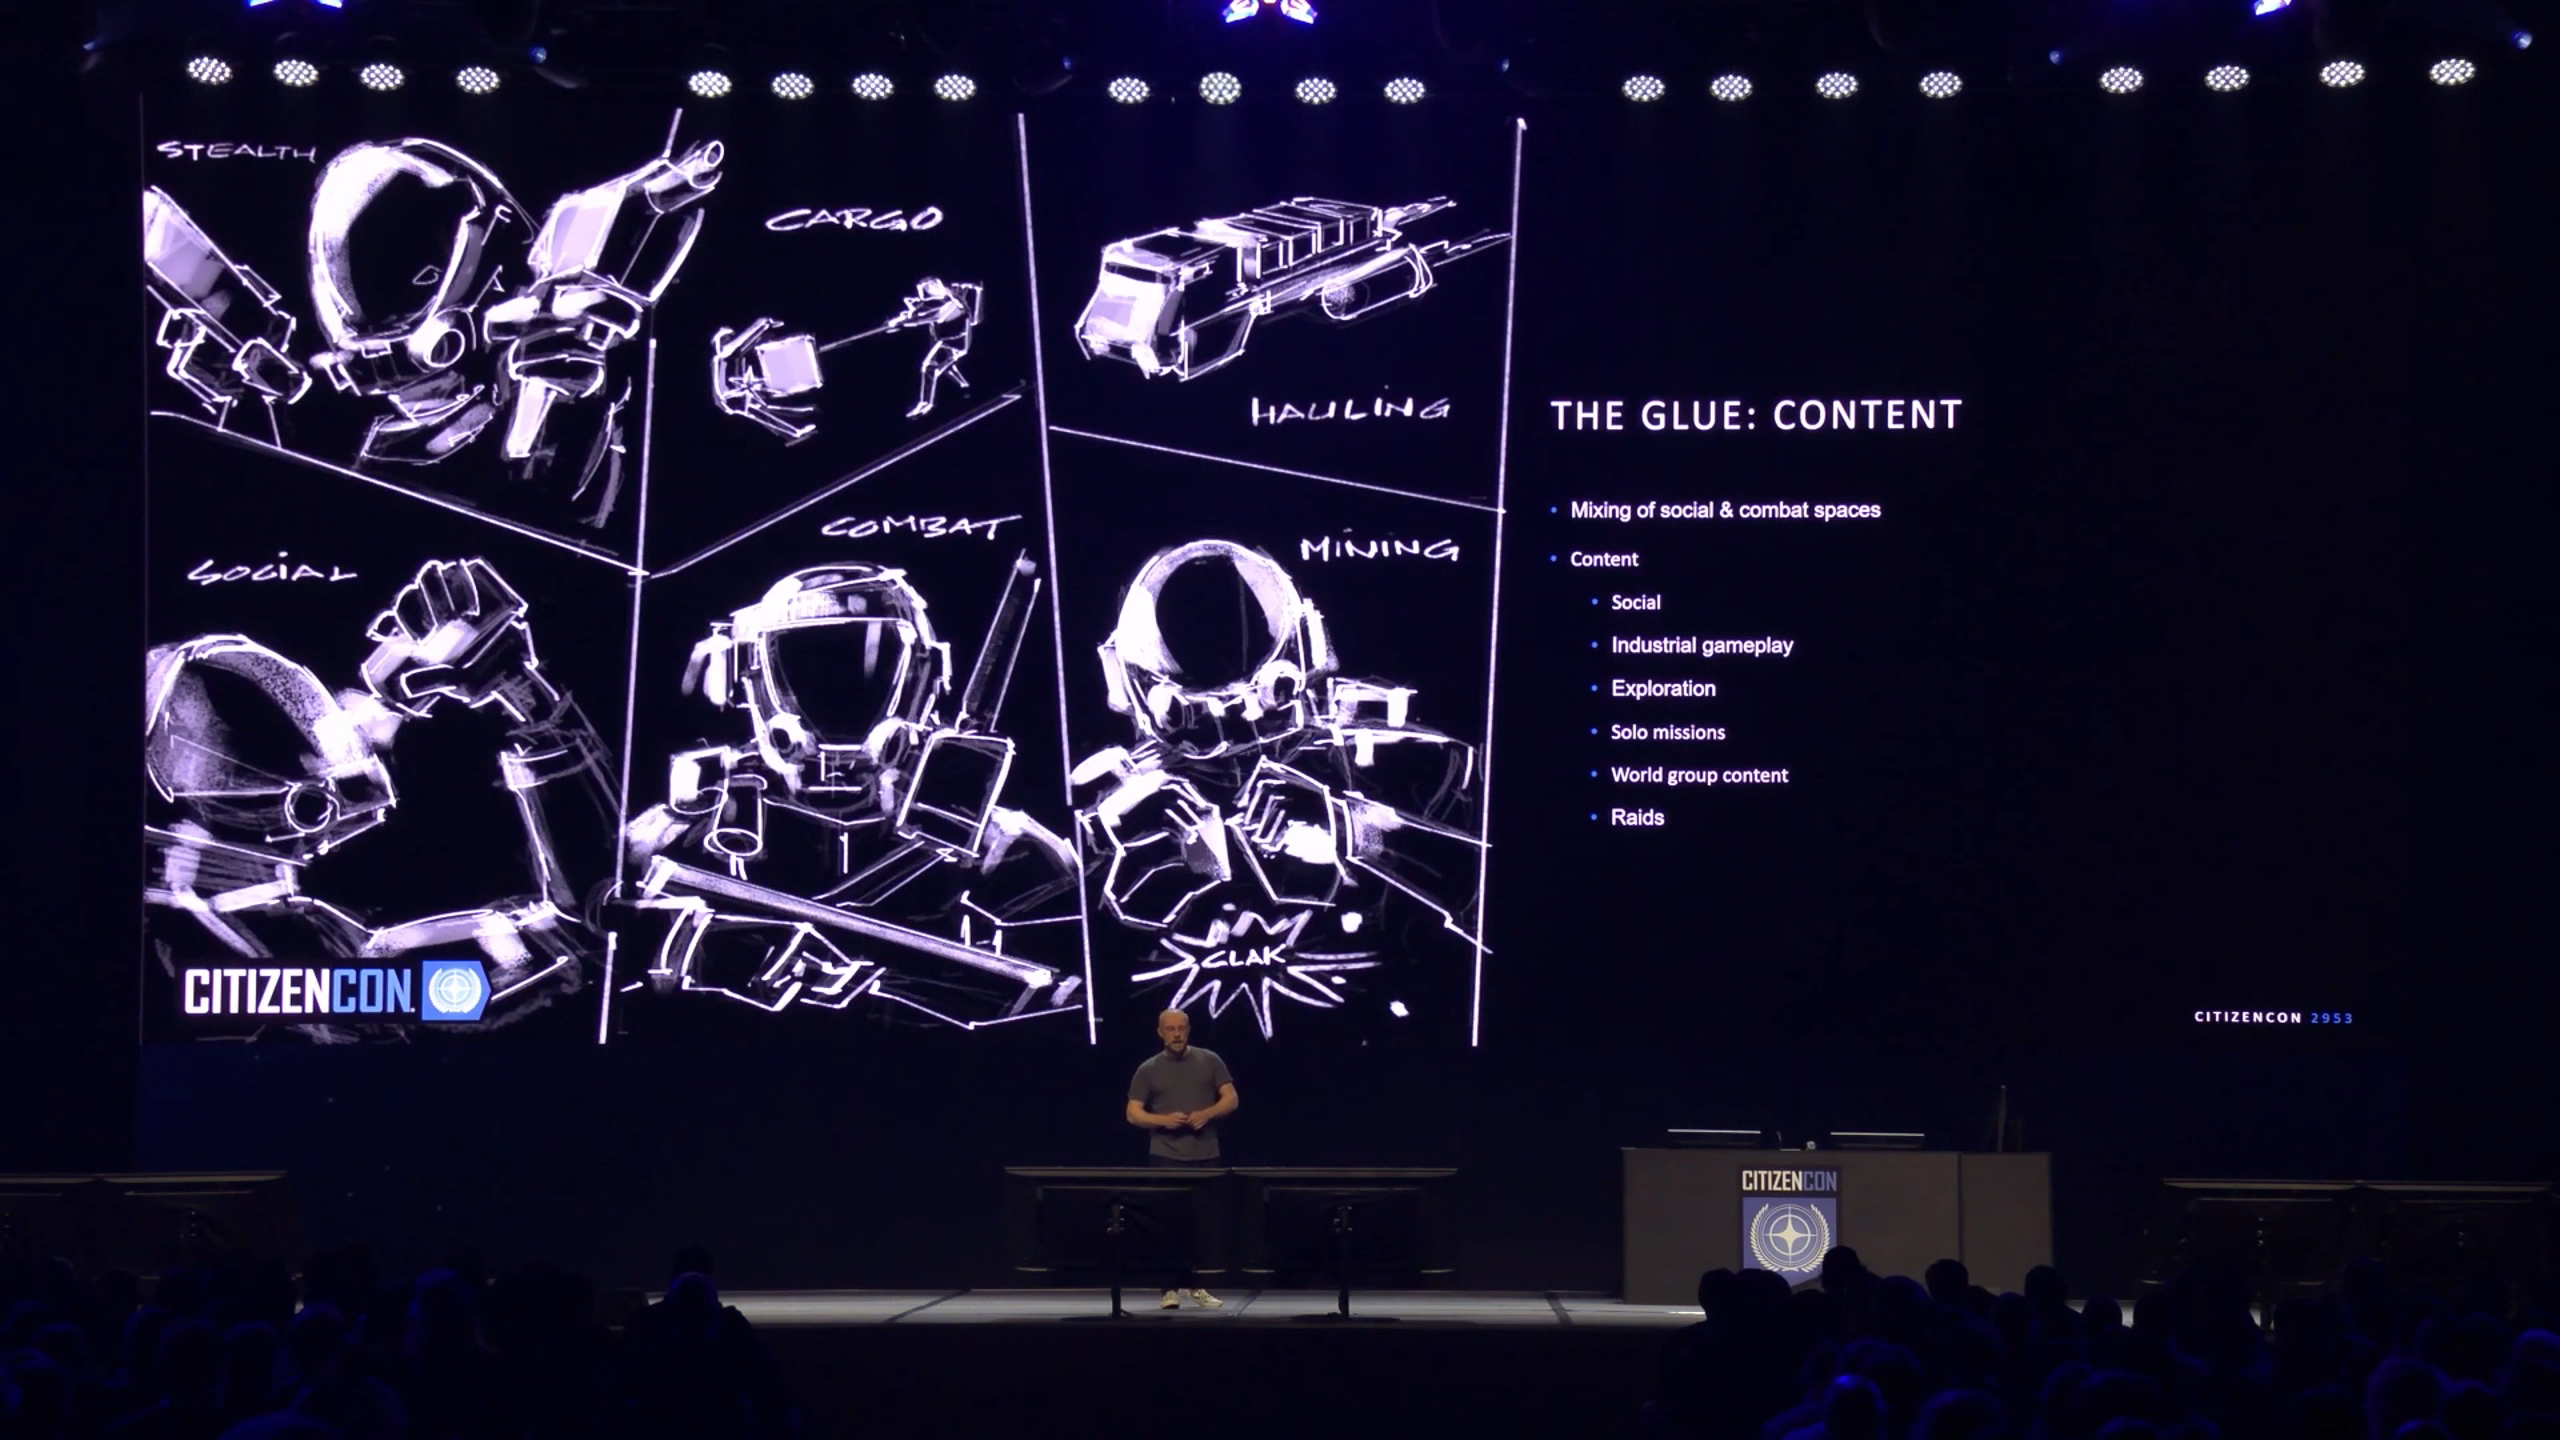 STEALTH
CARGO
HAULING
SOCIAL
COMBAT
MINING
CLAK
CITIZENCON.
THE GLUE: CONTENT
• Mixing of social & combat spaces
• Content
• Social
• Industrial gameplay
• Exploration
• Solo missions
• World group content
• Raids
CITIZENCON 2953
CITIZENCON